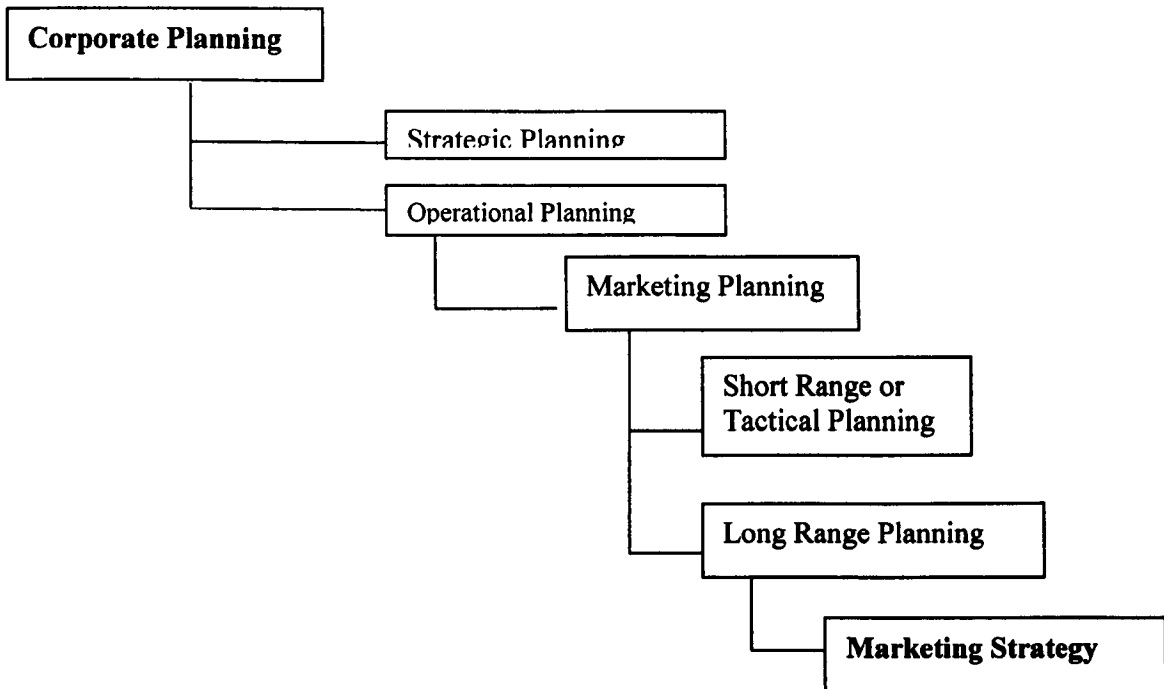 Corporate Planning
Strategic Planning
Operational Planning
Marketing Planning
Short Range or
Tactical Planning
Long Range Planning
Marketing Strategy